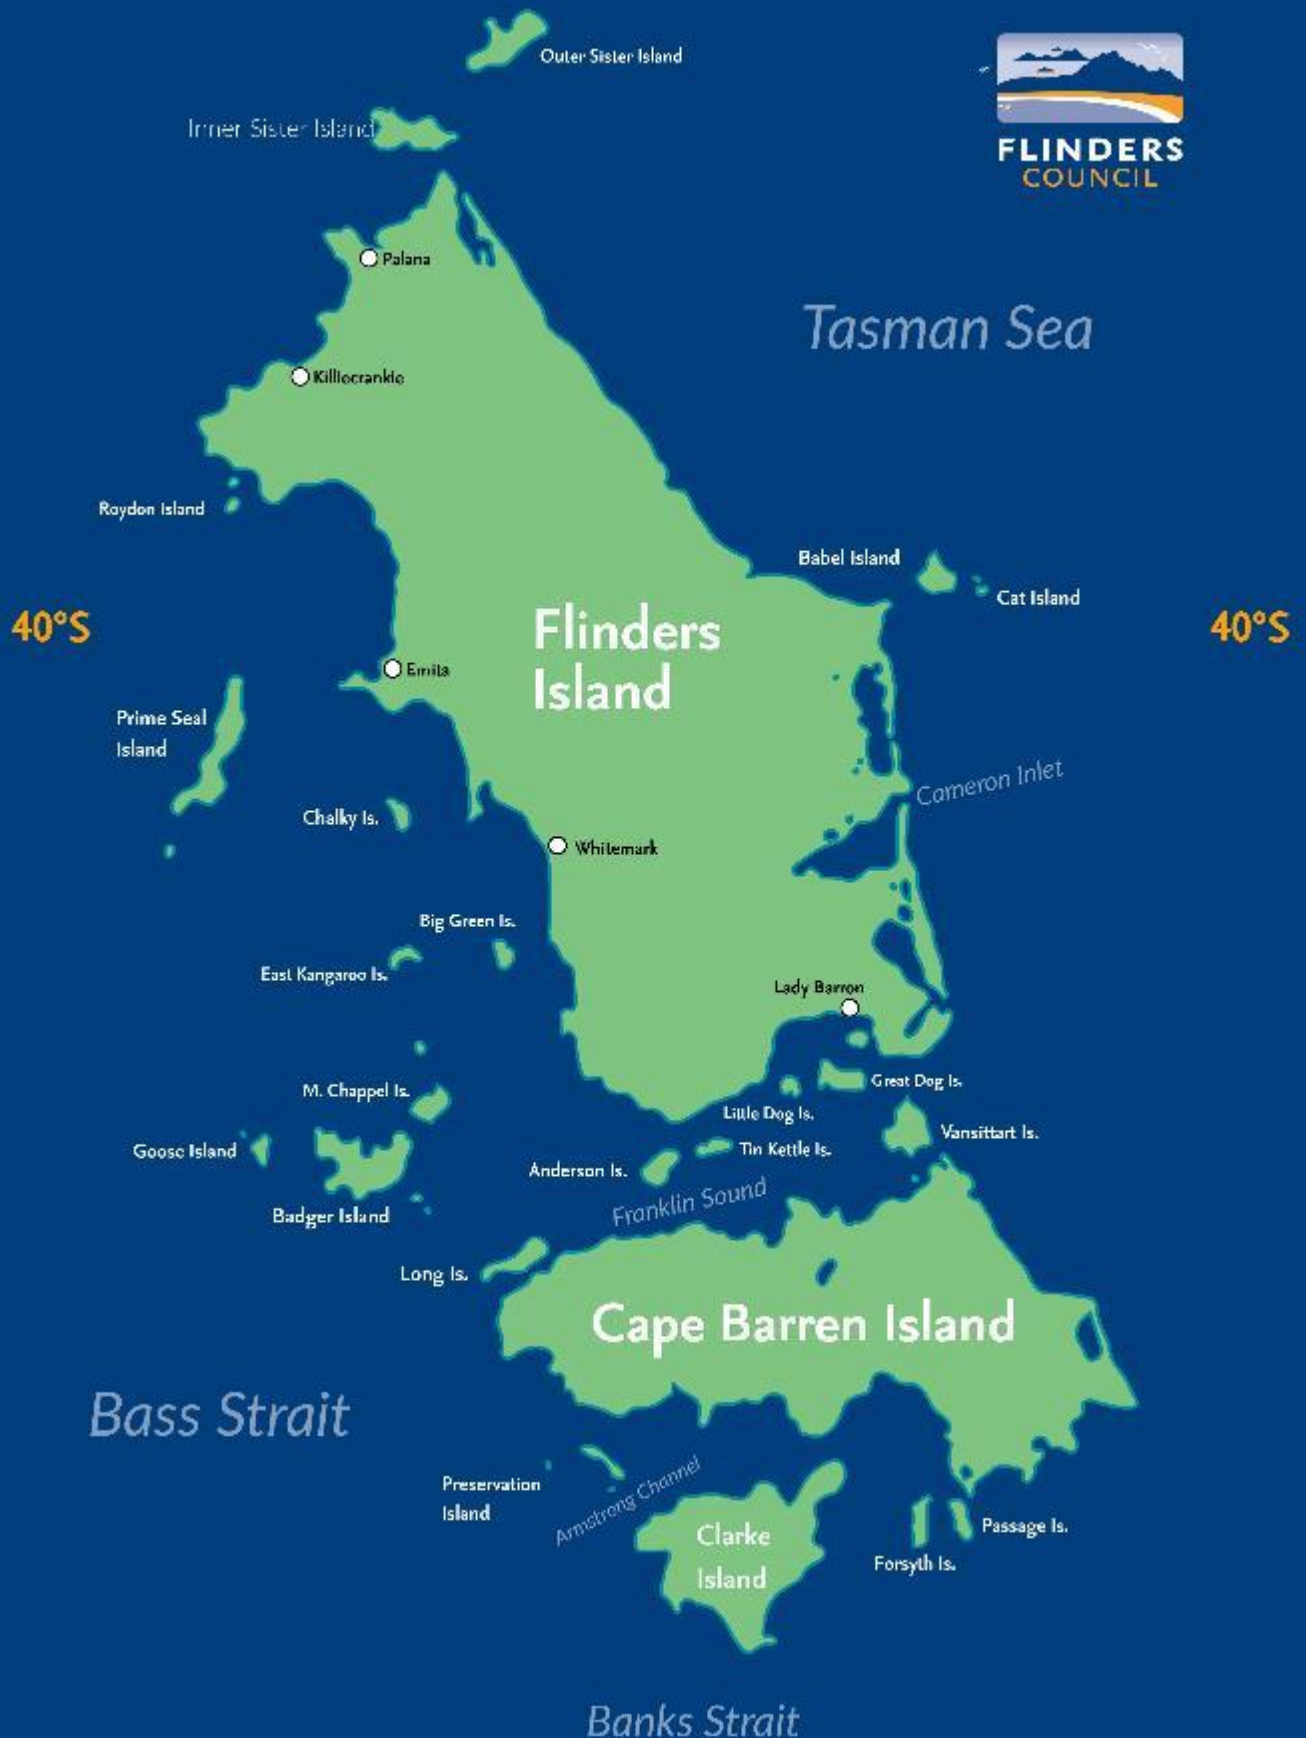 Outer Sister Island
Inner Sister Island
FLINDERS
COUNCIL
Palana
Tasman Sea
Killiecrankie
Roydon Island
Babel Island
Cat Island
40°S
Flinders
Island
40°S
Emita
Prime Seal
Island
Cameron Inlet
Chalky Is.
Whitemark
Big Green Is.
East Kangaroo Is.
Lady Barron
M. Chappel Is.
Great Dog Is.
Little Dog Is.
Vansittart Is.
Goose Island
Tin Kettle Is.
Anderson Is.
Franklin Sound
Badger Island
Long Is.
Cape Barren Island
Bass Strait
Preservation
Island
Armstrong Channel
Clarke
Island
Passage Is.
Forsyth Is.
Banks Strait